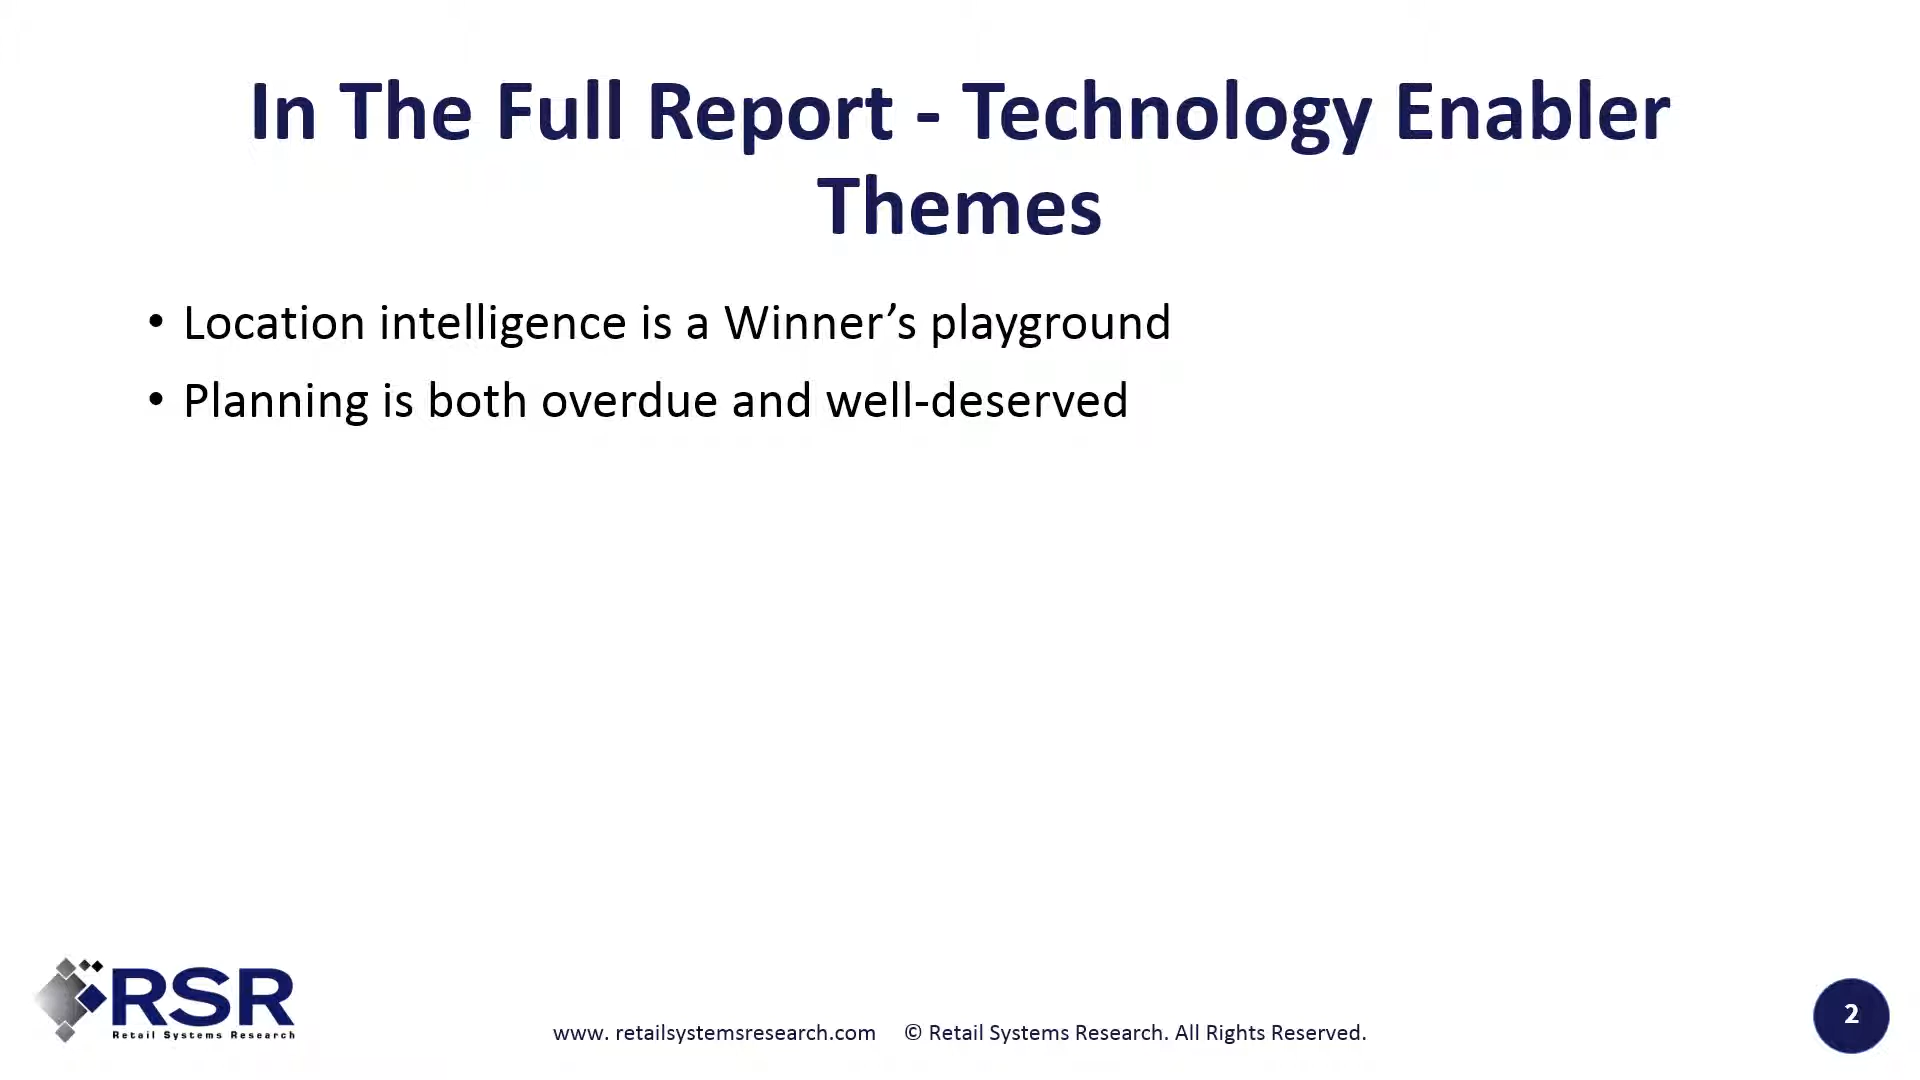 In The Full Report - Technology Enabler
Themes
• Location intelligence is a Winner’s playground
• Planning is both overdue and well-deserved
RSR
Retail Systems Research
www. retailsystemsresearch.com © Retail Systems Research. All Rights Reserved.
2